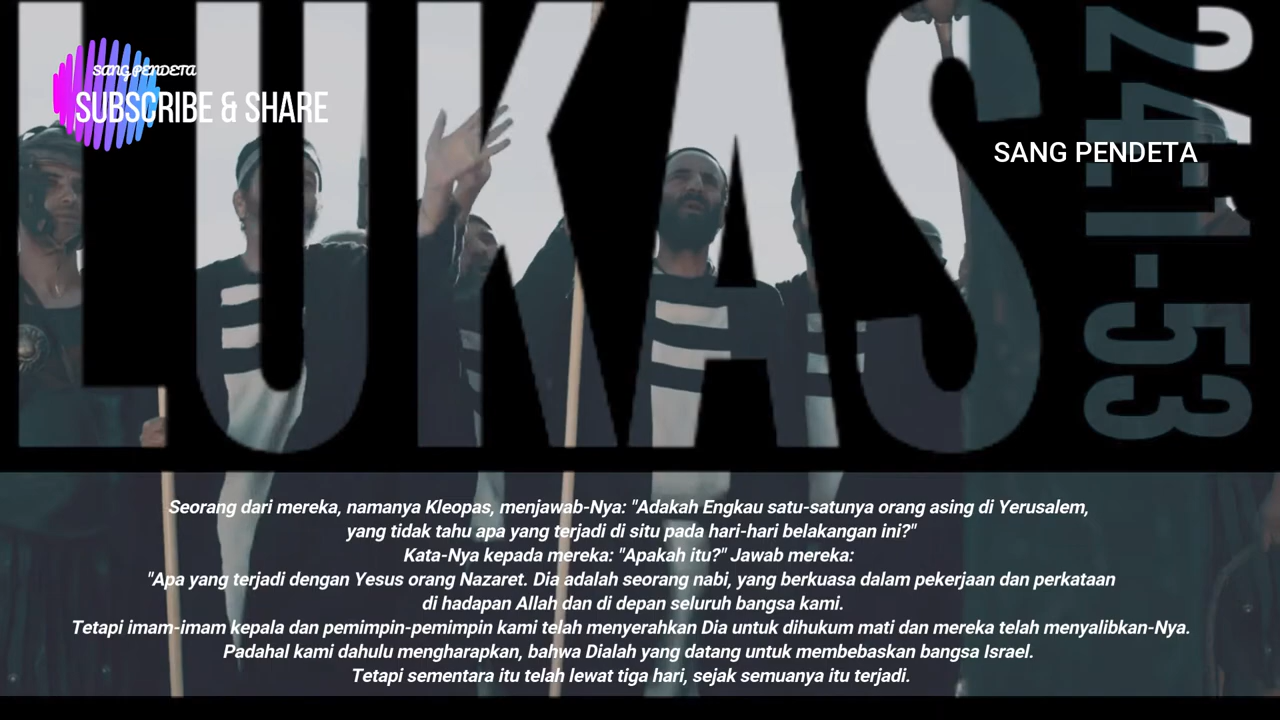 LUKAS
24:1-53
SANG PENDETA
SUBSCRIBE & SHARE
SANG PENDETA
Seorang dari mereka, namanya Kleopas, menjawab-Nya: "Adakah Engkau satu-satunya orang asing di Yerusalem,
yang tidak tahu apa yang terjadi di situ pada hari-hari belakangan ini?"
Kata-Nya kepada mereka: "Apakah itu?" Jawab mereka:
"Apa yang terjadi dengan Yesus orang Nazaret. Dia adalah seorang nabi, yang berkuasa dalam pekerjaan dan perkataan
di hadapan Allah dan di depan seluruh bangsa kami.
Tetapi imam-imam kepala dan pemimpin-pemimpin kami telah menyerahkan Dia untuk dihukum mati dan mereka telah menyalibkan-Nya.
Padahal kami dahulu mengharapkan, bahwa Dialah yang datang untuk membebaskan bangsa Israel.
Tetapi sementara itu telah lewat tiga hari, sejak semuanya itu terjadi.